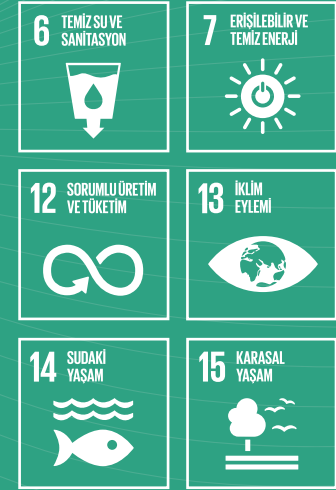 6 TEMİZ SU VE
SANİTASYON
7 ERİŞİLEBİLİR VE
TEMİZ ENERJİ
12 SORUMLU ÜRETİM
VE TÜKETİM
13 İKLİM
EYLEMİ
14 SUDAKİ
YAŞAM
15 KARASAL
YAŞAM